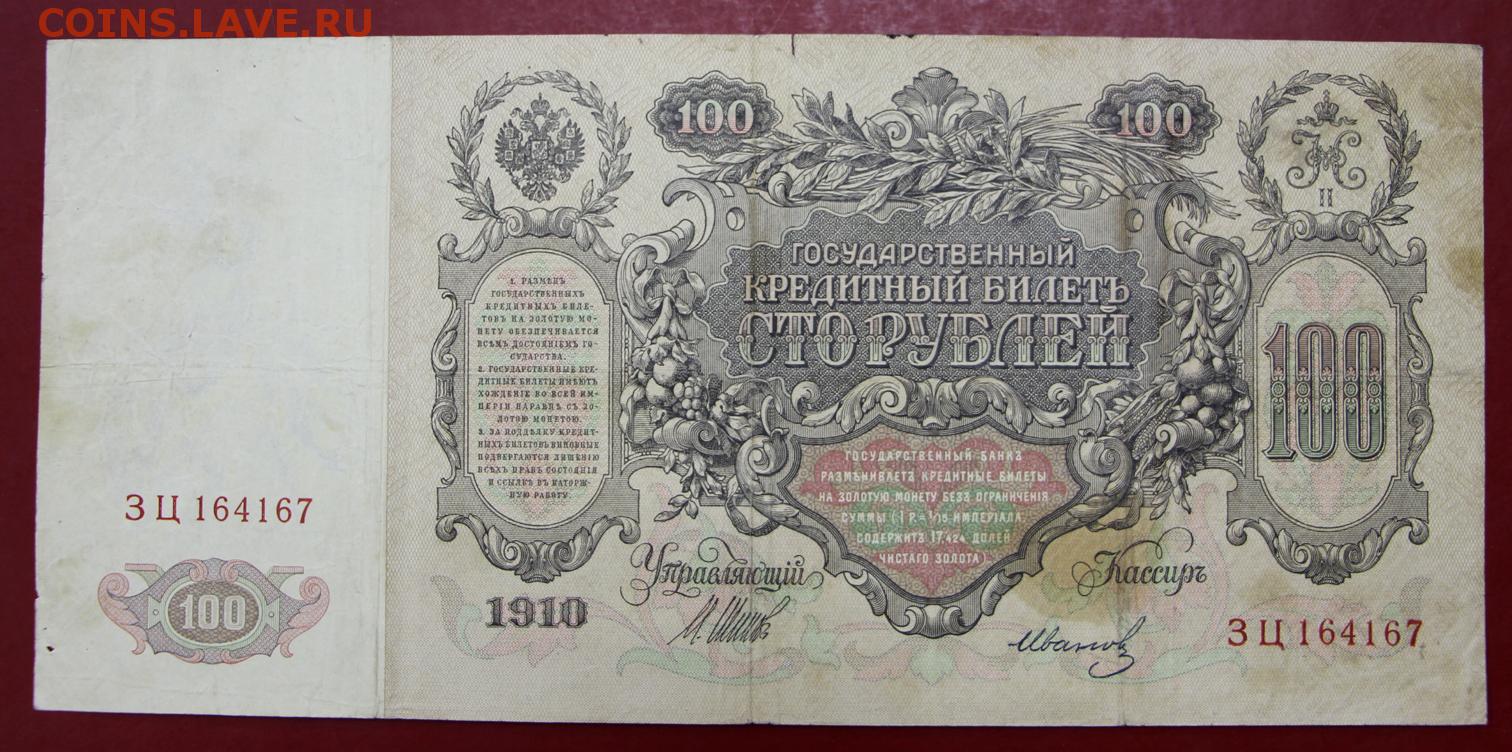 COINS.LAVE.RU
100
100
II
ГОСУДАРСТВЕННЫЙ
КРЕДИТНЫЙ БИЛЕТЪ
СТО РУБЛЕЙ
1. РАЗМѢНЪ
ГОСУДАРСТВЕННЫХЪ
КРЕДИТНЫХЪ БИЛЕ-
ТОВЪ НА ЗОЛОТУЮ МО-
НЕТУ ОБЕЗПЕЧИВАЕТСЯ
ВСѢМЪ ДОСТОЯНІЕМЪ ГО-
СУДАРСТВА.
2. ГОСУДАРСТВЕННЫЕ КРЕ-
ДИТНЫЕ БИЛЕТЫ ИМѢЮТЪ
ХОЖДЕНІЕ ВО ВСЕЙ ИМ-
ПЕРІИ НАРАВНѢ СЪ ЗО-
ЛОТОЮ МОНЕТОЮ.
3. ЗА ПОДДѢЛКУ КРЕДИТ-
НЫХЪ БИЛЕТОВЪ ВИНОВНЫЕ
ПОДВЕРГАЮТСЯ ЛИШЕНІЮ
ВСѢХЪ ПРАВЪ СОСТОЯНІЯ
И ССЫЛКѢ ВЪ КАТОРЖ-
НУЮ РАБОТУ.
100
ГОСУДАРСТВЕННЫЙ БАНКЪ
РАЗМѢНИВАЕТЪ КРЕДИТНЫЕ БИЛЕТЫ
НА ЗОЛОТУЮ МОНЕТУ БЕЗЪ ОГРАНИЧЕНІЯ
СУММЫ (1 Р.= 1/15 ИМПЕРІАЛА,
СОДЕРЖИТЪ 17,424 ДОЛЕЙ
ЧИСТАГО ЗОЛОТА)
ЗЦ 164167
100
Управляющій
Кассиръ
1910
И. Шипов
Иванов
ЗЦ 164167